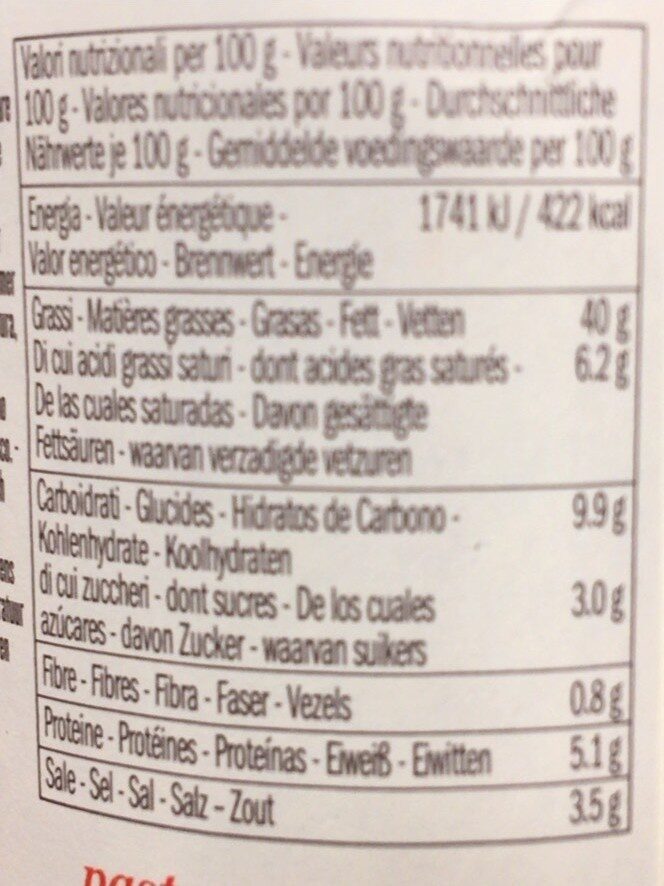 Valori nutrizionali per 100 g - Valeurs nutritionnelles pour
100 g - Valores nutricionales por 100 g - Durchschnittliche
Nährwerte je 100 g - Gemiddelde voedingswaarde per 100 g
Energia - Valeur énergétique - 1741 kJ / 422 kcal
Valor energético - Brennwert - Energie
Grassi - Matières grasses - Grasas - Fett - Vetten 40 g
Di cui acidi grassi saturi - dont acides gras saturés - 6.2 g
De las cuales saturadas - Davon gesättigte
Fettsäuren - waarvan verzadigde vetzuren
Carboidrati - Glucides - Hidratos de Carbono - 9.9 g
Kohlenhydrate - Koolhydraten
di cui zuccheri - dont sucres - De los cuales 3.0 g
azúcares - davon Zucker - waarvan suikers
Fibre - Fibres - Fibra - Faser - Vezels 0.8 g
Proteine - Protéines - Proteínas - Eiweiß - Eiwitten 5.1 g
Sale - Sel - Sal - Salz - Zout 3.5 g